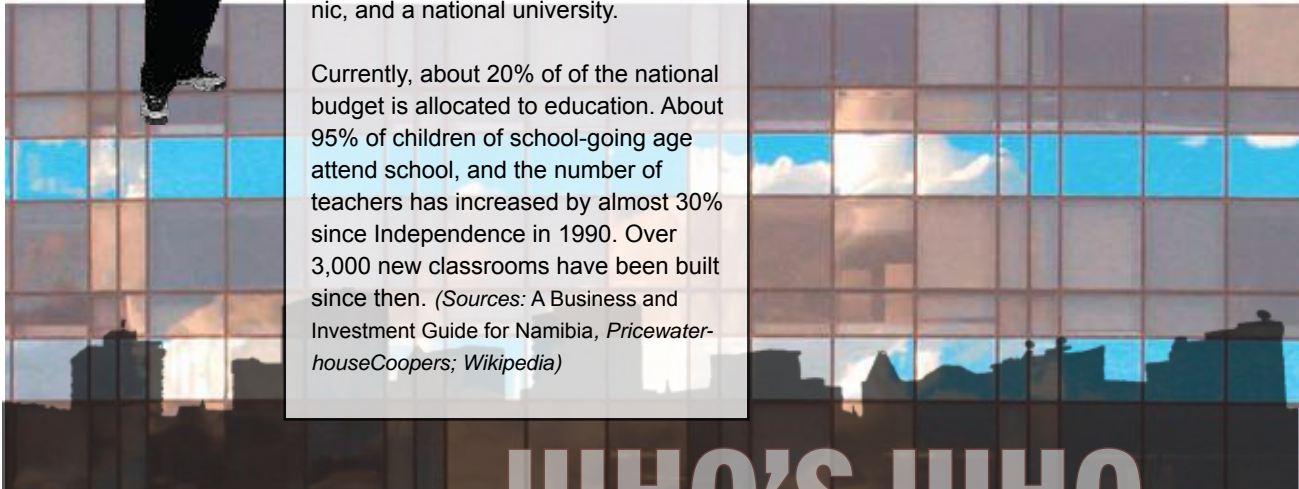 nic, and a national university.
Currently, about 20% of of the national
budget is allocated to education. About
95% of children of school-going age
attend school, and the number of
teachers has increased by almost 30%
since Independence in 1990. Over
3,000 new classrooms have been built
since then. (Sources: A Business and
Investment Guide for Namibia, Pricewater-
houseCoopers; Wikipedia)
WHO'S WHO